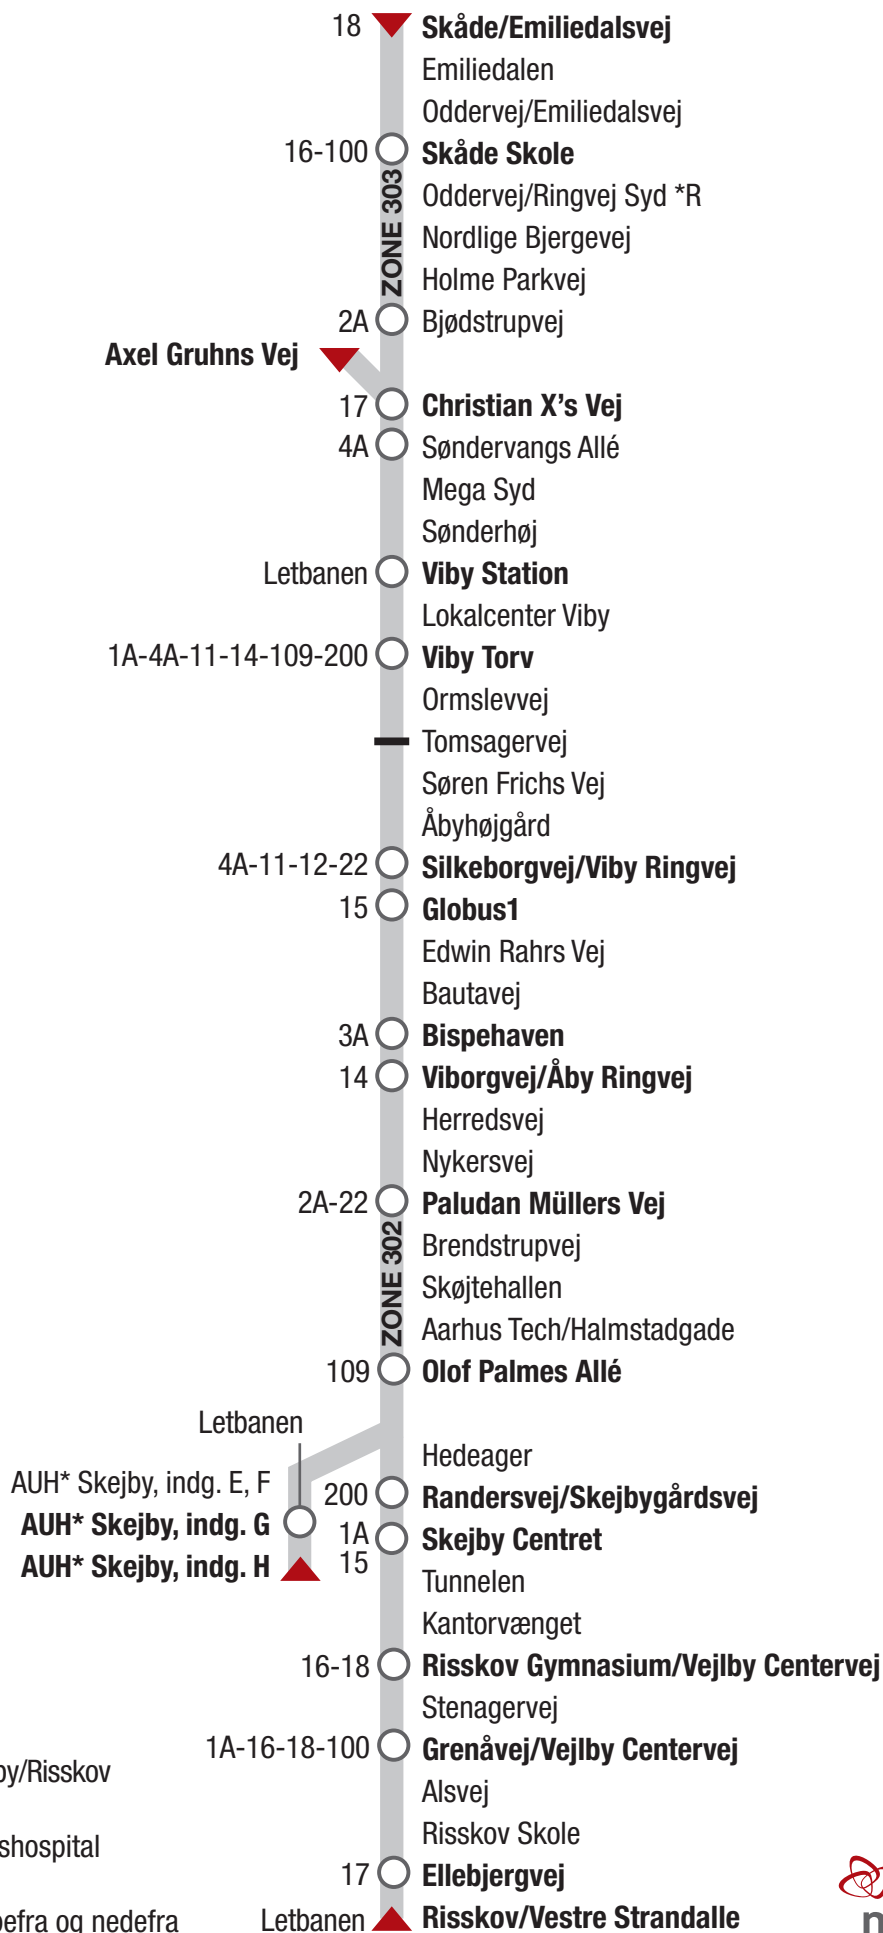 18 Skåde/Emiliedalsvej
Emiliedalen
Oddervej/Emiliedalsvej
16-100 Skåde Skole
Oddervej/Ringvej Syd *R
Nordlige Bjergevej
Holme Parkvej
ZONE 303
2A Bjødstrupvej
Axel Gruhns Vej
17 Christian X's Vej
4A Søndervangs Allé
Mega Syd
Sønderhøj
Letbanen Viby Station
Lokalcenter Viby
1A-4A-11-14-109-200 Viby Torv
Ormslevvej
Tomsagervej
Søren Frichs Vej
Åbyhøjgård
4A-11-12-22 Silkeborgvej/Viby Ringvej
15 Globus1
Edwin Rahrs Vej
Bautavej
3A Bispehaven
14 Viborgvej/Åby Ringvej
Herredsvej
Nykersvej
2A-22 Paludan Müllers Vej
Brendstrupvej
Skøjtehallen
Aarhus Tech/Halmstadgade
ZONE 302
109 Olof Palmes Allé
Letbanen
Hedeager
AUH* Skejby, indg. E, F
200 Randersvej/Skejbygårdsvej
AUH* Skejby, indg. G
1A Skejby Centret
15
AUH* Skejby, indg. H
Tunnelen
Kantorvænget
16-18 Risskov Gymnasium/Vejlby Centervej
Stenagervej
1A-16-18-100 Grenåvej/Vejlby Centervej
by/Risskov
Alsvej
Risskov Skole
shospital
17 Ellebjergvej
pefra og nedefra
Letbanen Risskov/Vestre Strandalle
m